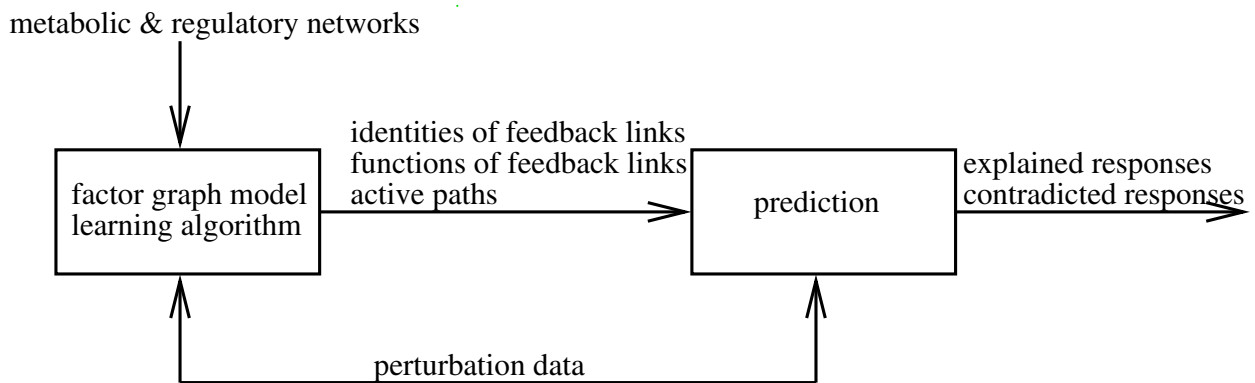 metabolic & regulatory networks
identities of feedback links
functions of feedback links
active paths
factor graph model
learning algorithm
prediction
explained responses
contradicted responses
perturbation data